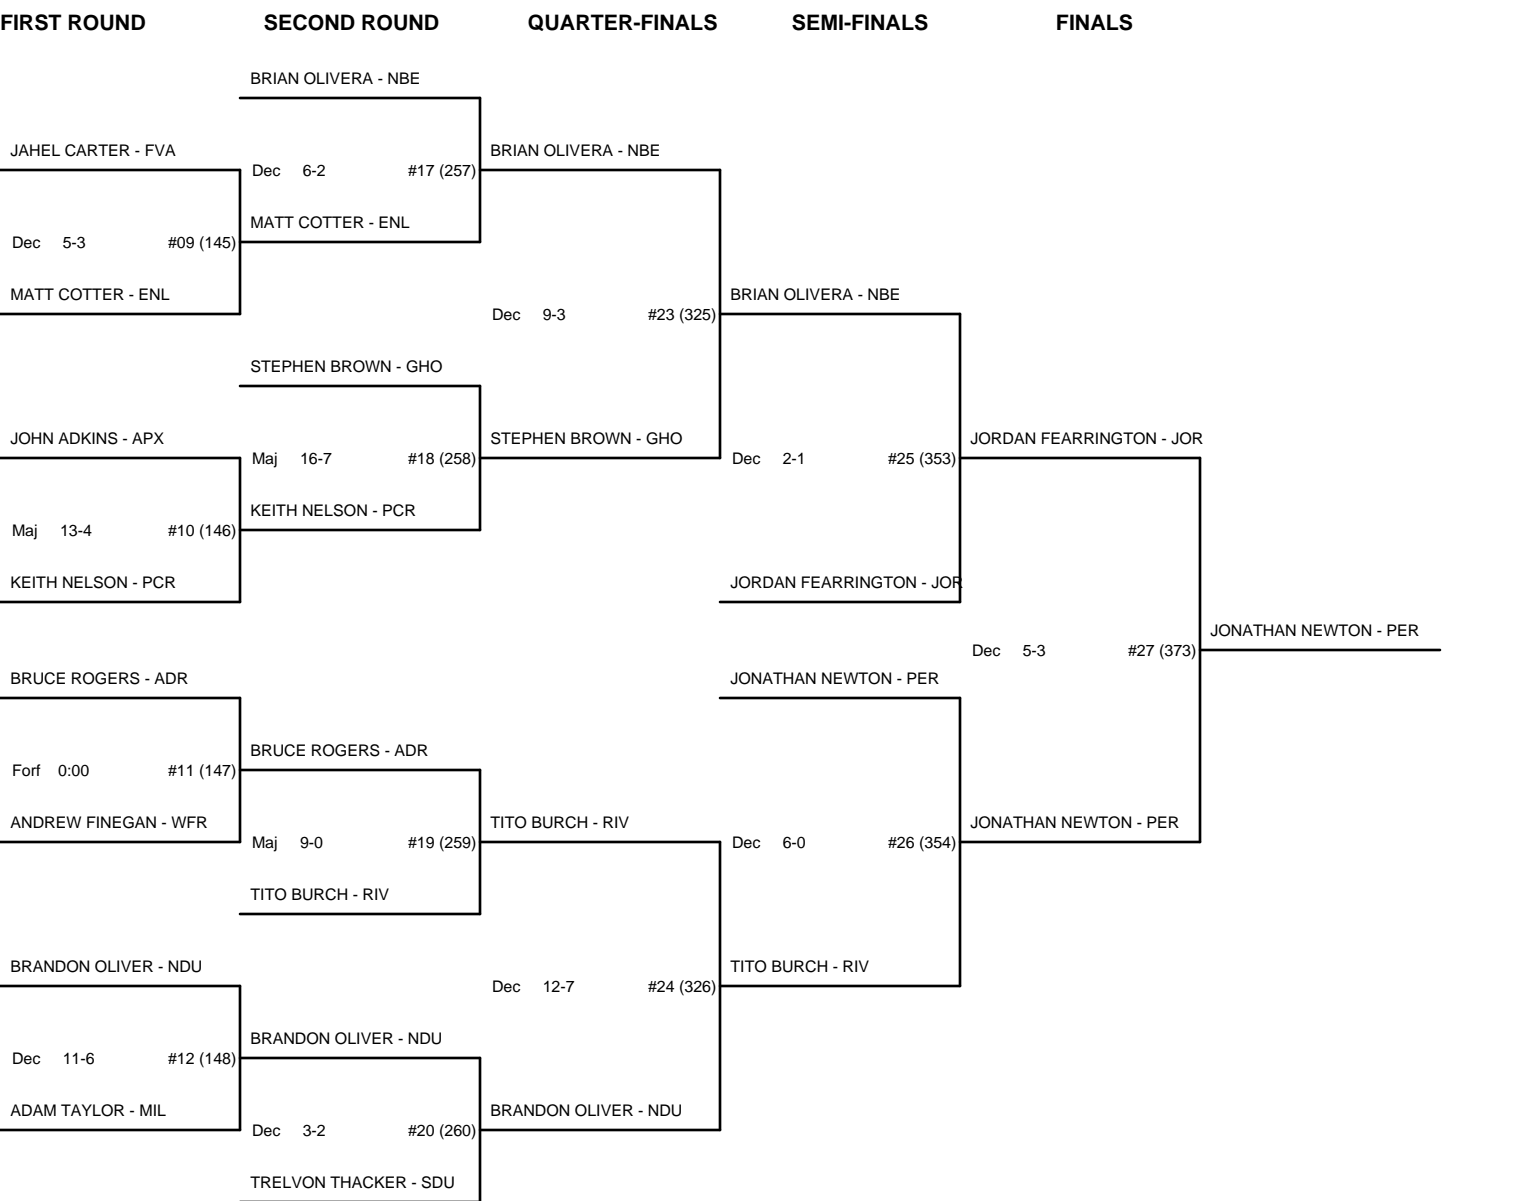 FIRST ROUND SECOND ROUND QUARTER-FINALS SEMI-FINALS FINALS
BRIAN OLIVERA - NBE
JAHEL CARTER - FVA BRIAN OLIVERA - NBE
Dec 6-2 #17 (257)
MATT COTTER - ENL
Dec 5-3 #09 (145)
MATT COTTER - ENL BRIAN OLIVERA - NBE
Dec 9-3 #23 (325)
STEPHEN BROWN - GHO
JOHN ADKINS - APX STEPHEN BROWN - GHO JORDAN FEARRINGTON - JOR
Maj 16-7 #18 (258) Dec 2-1 #25 (353)
KEITH NELSON - PCR
Maj 13-4 #10 (146)
KEITH NELSON - PCR JORDAN FEARRINGTON - JOR
JONATHAN NEWTON - PER
Dec 5-3 #27 (373)
BRUCE ROGERS - ADR JONATHAN NEWTON - PER
BRUCE ROGERS - ADR
Forf 0:00 #11 (147)
ANDREW FINEGAN - WFR TITO BURCH - RIV JONATHAN NEWTON - PER
Maj 9-0 #19 (259) Dec 6-0 #26 (354)
TITO BURCH - RIV
BRANDON OLIVER - NDU TITO BURCH - RIV
Dec 12-7 #24 (326)
BRANDON OLIVER - NDU
Dec 11-6 #12 (148)
ADAM TAYLOR - MIL BRANDON OLIVER - NDU
Dec 3-2 #20 (260)
TRELVON THACKER - SDU